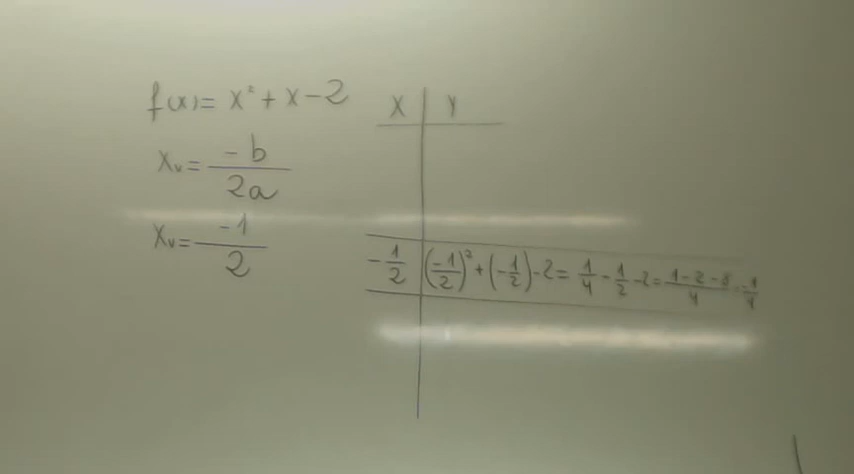 f(x)= x² + x - 2
X Y
Xv = -b/2a
Xv = -1/2
-1/2 (-1/2)² + (-1/2) - 2 = 1/4 - 1/2 - 2 = 1 - 2 - 8/4 =